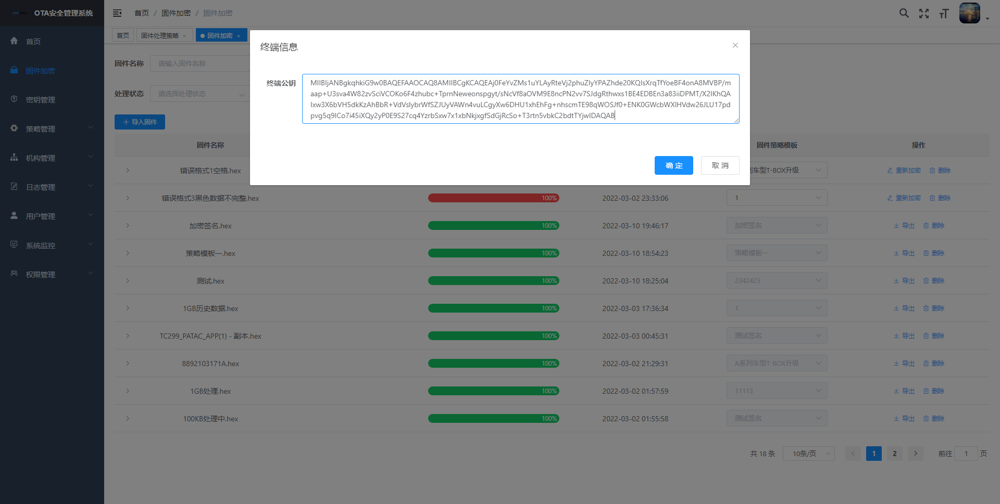 OTA安全管理系统
首页 / 固件加密 / 固件加密
首页
固件处理策略 ×
固件加密 ×
首页
固件加密
密钥管理
策略管理
机构管理
日志管理
用户管理
系统监控
权限管理
固件名称 请输入固件名称
处理状态 请选择处理状态
+ 导入固件
终端信息
终端公钥
MIIBIjANBgkqhkiG9w0BAQEFAAOCAQ8AMIIBCgKCAQEAj0FeYvZMs1uYLAyRteVj2phuZIyYPAZhde20KQIsXrqTfYoeBF4onA8MVBP/m
aap+U3sva4W82zvSciVCOKo6F4zhubc+TprnNeweonspgyt/sNcVf8aOVM9E8ncPN2vv7SJdgRthwxs1BE4EDBEn3a83iiDPMT/X2IKhQA
Ixw3X6bVH5dkKzAhBbR+VdVsIybrWfSZJUyVAWn4vuLCgyXw6DHU1xhEhFg+nhscmTE98qWOSJf0+ENK0GWcbWXIHVdw26JLU17pd
pvg5q9ICo7i45iXQy2yP0E9S27cq4YzrbSxw7x1xbNkjxgfSdGjRcSo+T3rtn5vbkC2bdtTYjwIDAQAB
确 定 取 消
固件名称 固件策略模板 操作
错误格式1空格.hex 列车型T-BOX升级 重新加密 删除
错误格式3黑色数据不完整.hex 100% 2022-03-02 23:33:06 1 重新加密 删除
加密签名.hex 100% 2022-03-10 19:46:17 加密签名 导出 删除
策略模板一.hex 100% 2022-03-10 18:54:23 策略模板一 导出 删除
测试.hex 100% 2022-03-10 18:25:04 2342423 导出 删除
1GB历史数据.hex 100% 2022-03-03 17:36:34 1 导出 删除
TC299_PATAC_APP(1) - 副本.hex 100% 2022-03-03 00:45:31 测试签名 导出 删除
8892103171A.hex 100% 2022-03-02 21:29:31 A系列车型T-BOX升级 导出 删除
1GB处理.hex 100% 2022-03-02 01:57:59 11113 导出 删除
100KB处理中.hex 100% 2022-03-02 01:55:58 测试签名 导出 删除
共 18 条 10条/页 1 2 前往 1 页